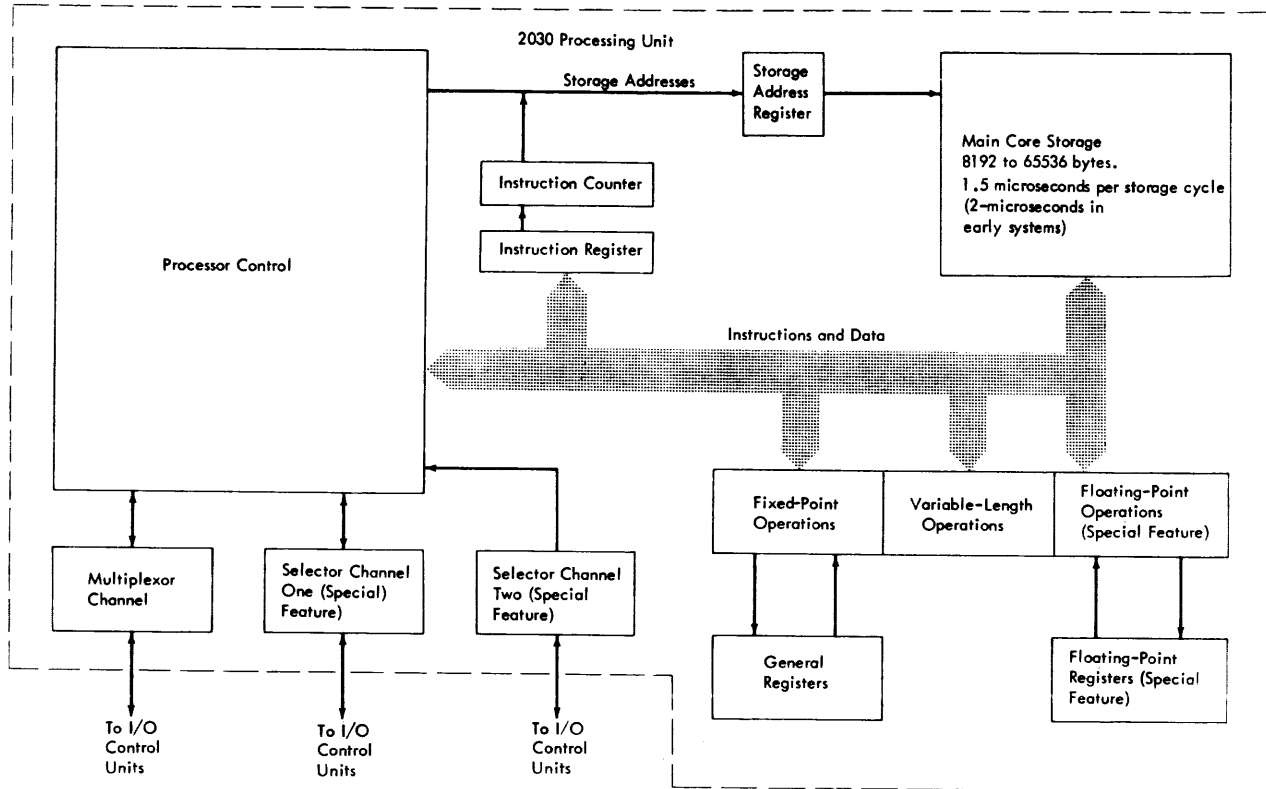 2030 Processing Unit
Storage Addresses
Storage
Address
Register
Main Core Storage
8192 to 65536 bytes.
1.5 microseconds per storage cycle
(2-microseconds in
early systems)
Instruction Counter
Instruction Register
Processor Control
Instructions and Data
Fixed-Point
Operations
Variable-Length
Operations
Floating-Point
Operations
(Special Feature)
Multiplexor
Channel
Selector Channel
One (Special)
Feature)
Selector Channel
Two (Special
Feature)
General
Registers
Floating-Point
Registers (Special
Feature)
To I/O
Control
Units
To I/O
Control
Units
To I/O
Control
Units